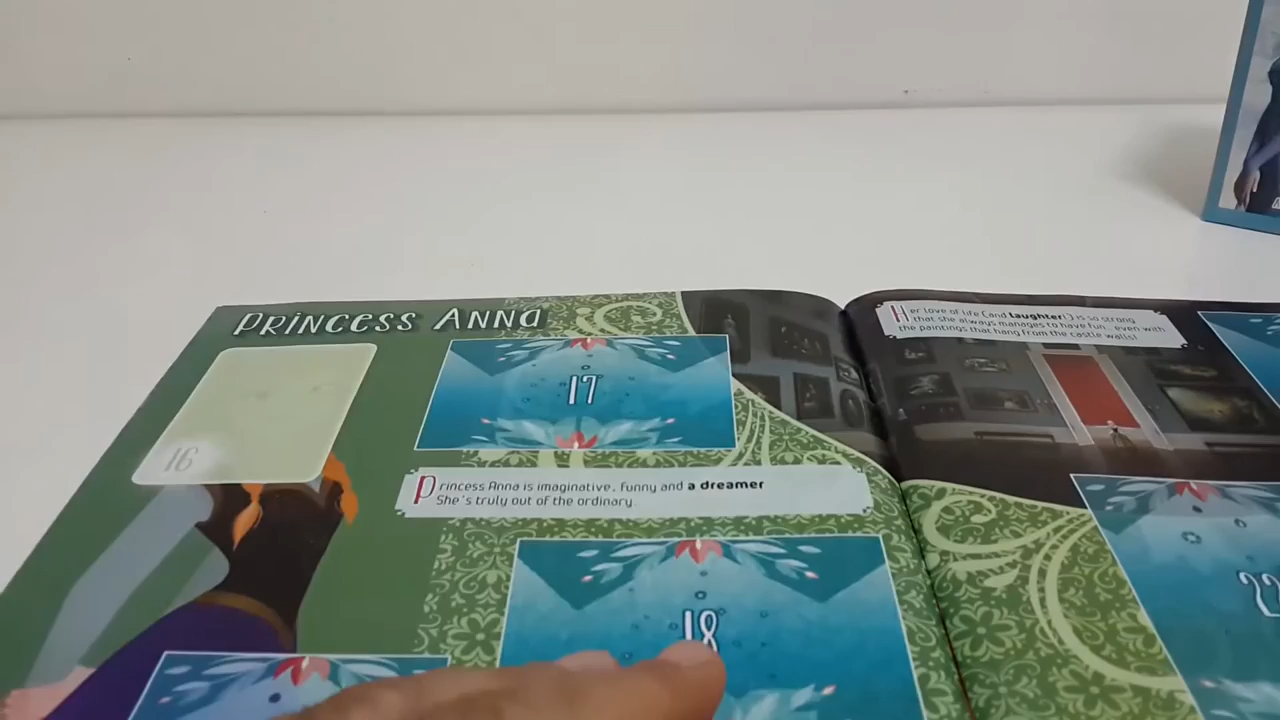 PRINCESS ANNA
16
17
Princess Anna is imaginative, funny and a dreamer
She's truly out of the ordinary.
18
Her love of life (and laughter!) is so strong
that she always manages to have fun... even with
the paintings that hang from the castle walls!
22